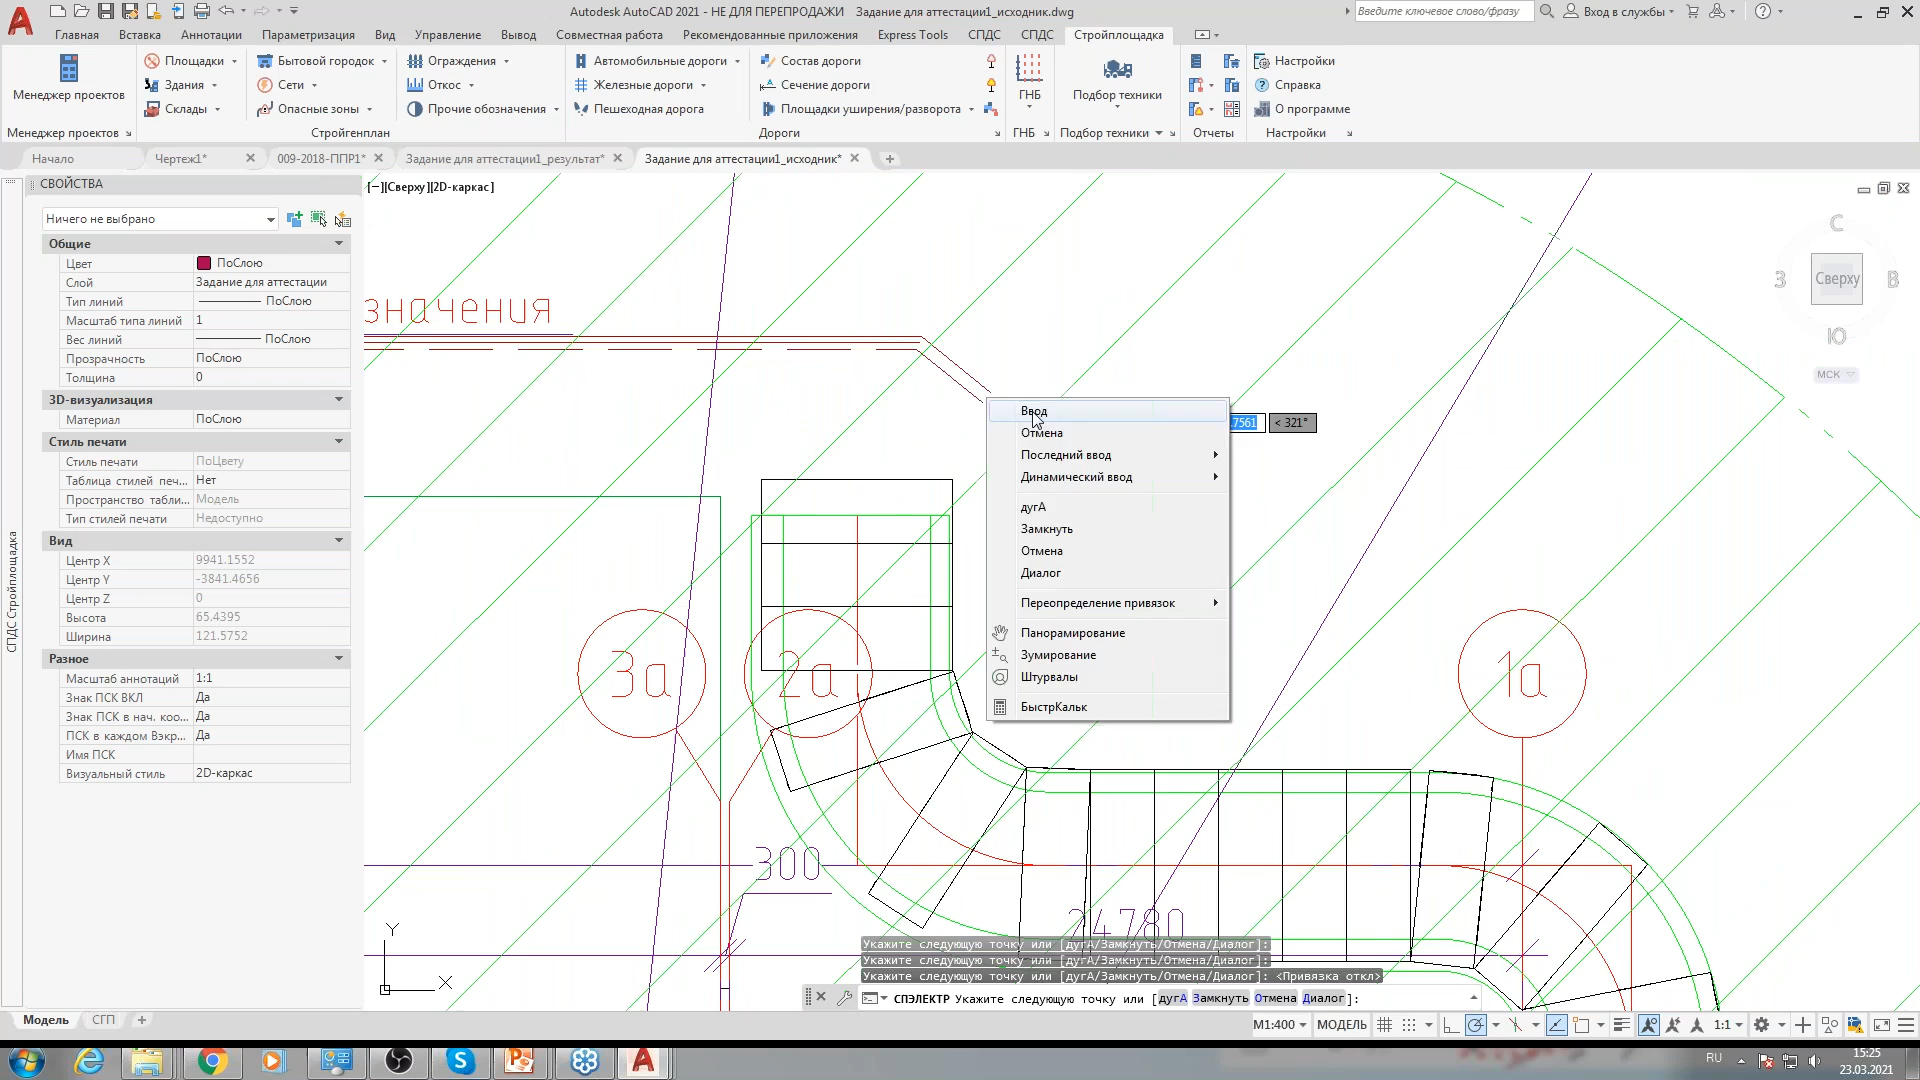 Autodesk AutoCAD 2021 - НЕ ДЛЯ ПЕРЕПРОДАЖИ Задание для аттестации1_исходник.dwg
Введите ключевое слово/фразу
Вход в службы
Главная Вставка Аннотации Параметризация Вид Управление Вывод Совместная работа Рекомендованные приложения Express Tools СПДС СПДС Стройплощадка
Площадки Бытовой городок Ограждения Автомобильные дороги Состав дороги Настройки
Менеджер проектов Здания Сети Откос Железные дороги Сечение дороги ГНБ Подбор техники Справка
Склады Опасные зоны Прочие обозначения Пешеходная дорога Площадки уширения/разворота О программе
Менеджер проектов Стройгенплан Дороги ГНБ Подбор техники Отчеты Настройки
Начало Чертеж1* 009-2018-ППР1* Задание для аттестации1_результат* Задание для аттестации1_исходник*
СВОЙСТВА
[−][Сверху][2D-каркас]
Ничего не выбрано
Общие
Цвет ПоСлою
Слой Задание для аттестации
Тип линий ПоСлою
Масштаб типа линий 1
Вес линий ПоСлою
Прозрачность ПоСлою
Толщина 0
3D-визуализация
Материал ПоСлою
Стиль печати
Стиль печати ПоЦвету
Таблица стилей печ... Нет
Пространство табли... Модель
Тип стилей печати Недоступно
Вид
Центр X 9941.1552
Центр Y -3841.4656
Центр Z 0
Высота 65.4395
Ширина 121.5752
Разное
Масштаб аннотаций 1:1
Знак ПСК ВКЛ Да
Знак ПСК в нач. коо... Да
ПСК в каждом Вэкр... Да
Имя ПСК
Визуальный стиль 2D-каркас
СПДС Стройплощадка
значения
3а
2а
1а
300
24780
Y
X
С
З
Сверху
В
Ю
МСК
Ввод
Отмена
Последний ввод
Динамический ввод
дугА
Замкнуть
Отмена
Диалог
Переопределение привязок
Панорамирование
Зумирование
Штурвалы
БыстрКальк
.7561
< 321°
Укажите следующую точку или [дугА/Замкнуть/Отмена/Диалог]:
Укажите следующую точку или [дугА/Замкнуть/Отмена/Диалог]:
Укажите следующую точку или [дугА/Замкнуть/Отмена/Диалог]: <Привязка откл>
СПЭЛЕКТР Укажите следующую точку или [дугА Замкнуть Отмена Диалог]:
Модель СГП
М1:400 МОДЕЛЬ 1:1
RU
15:25
23.03.2021